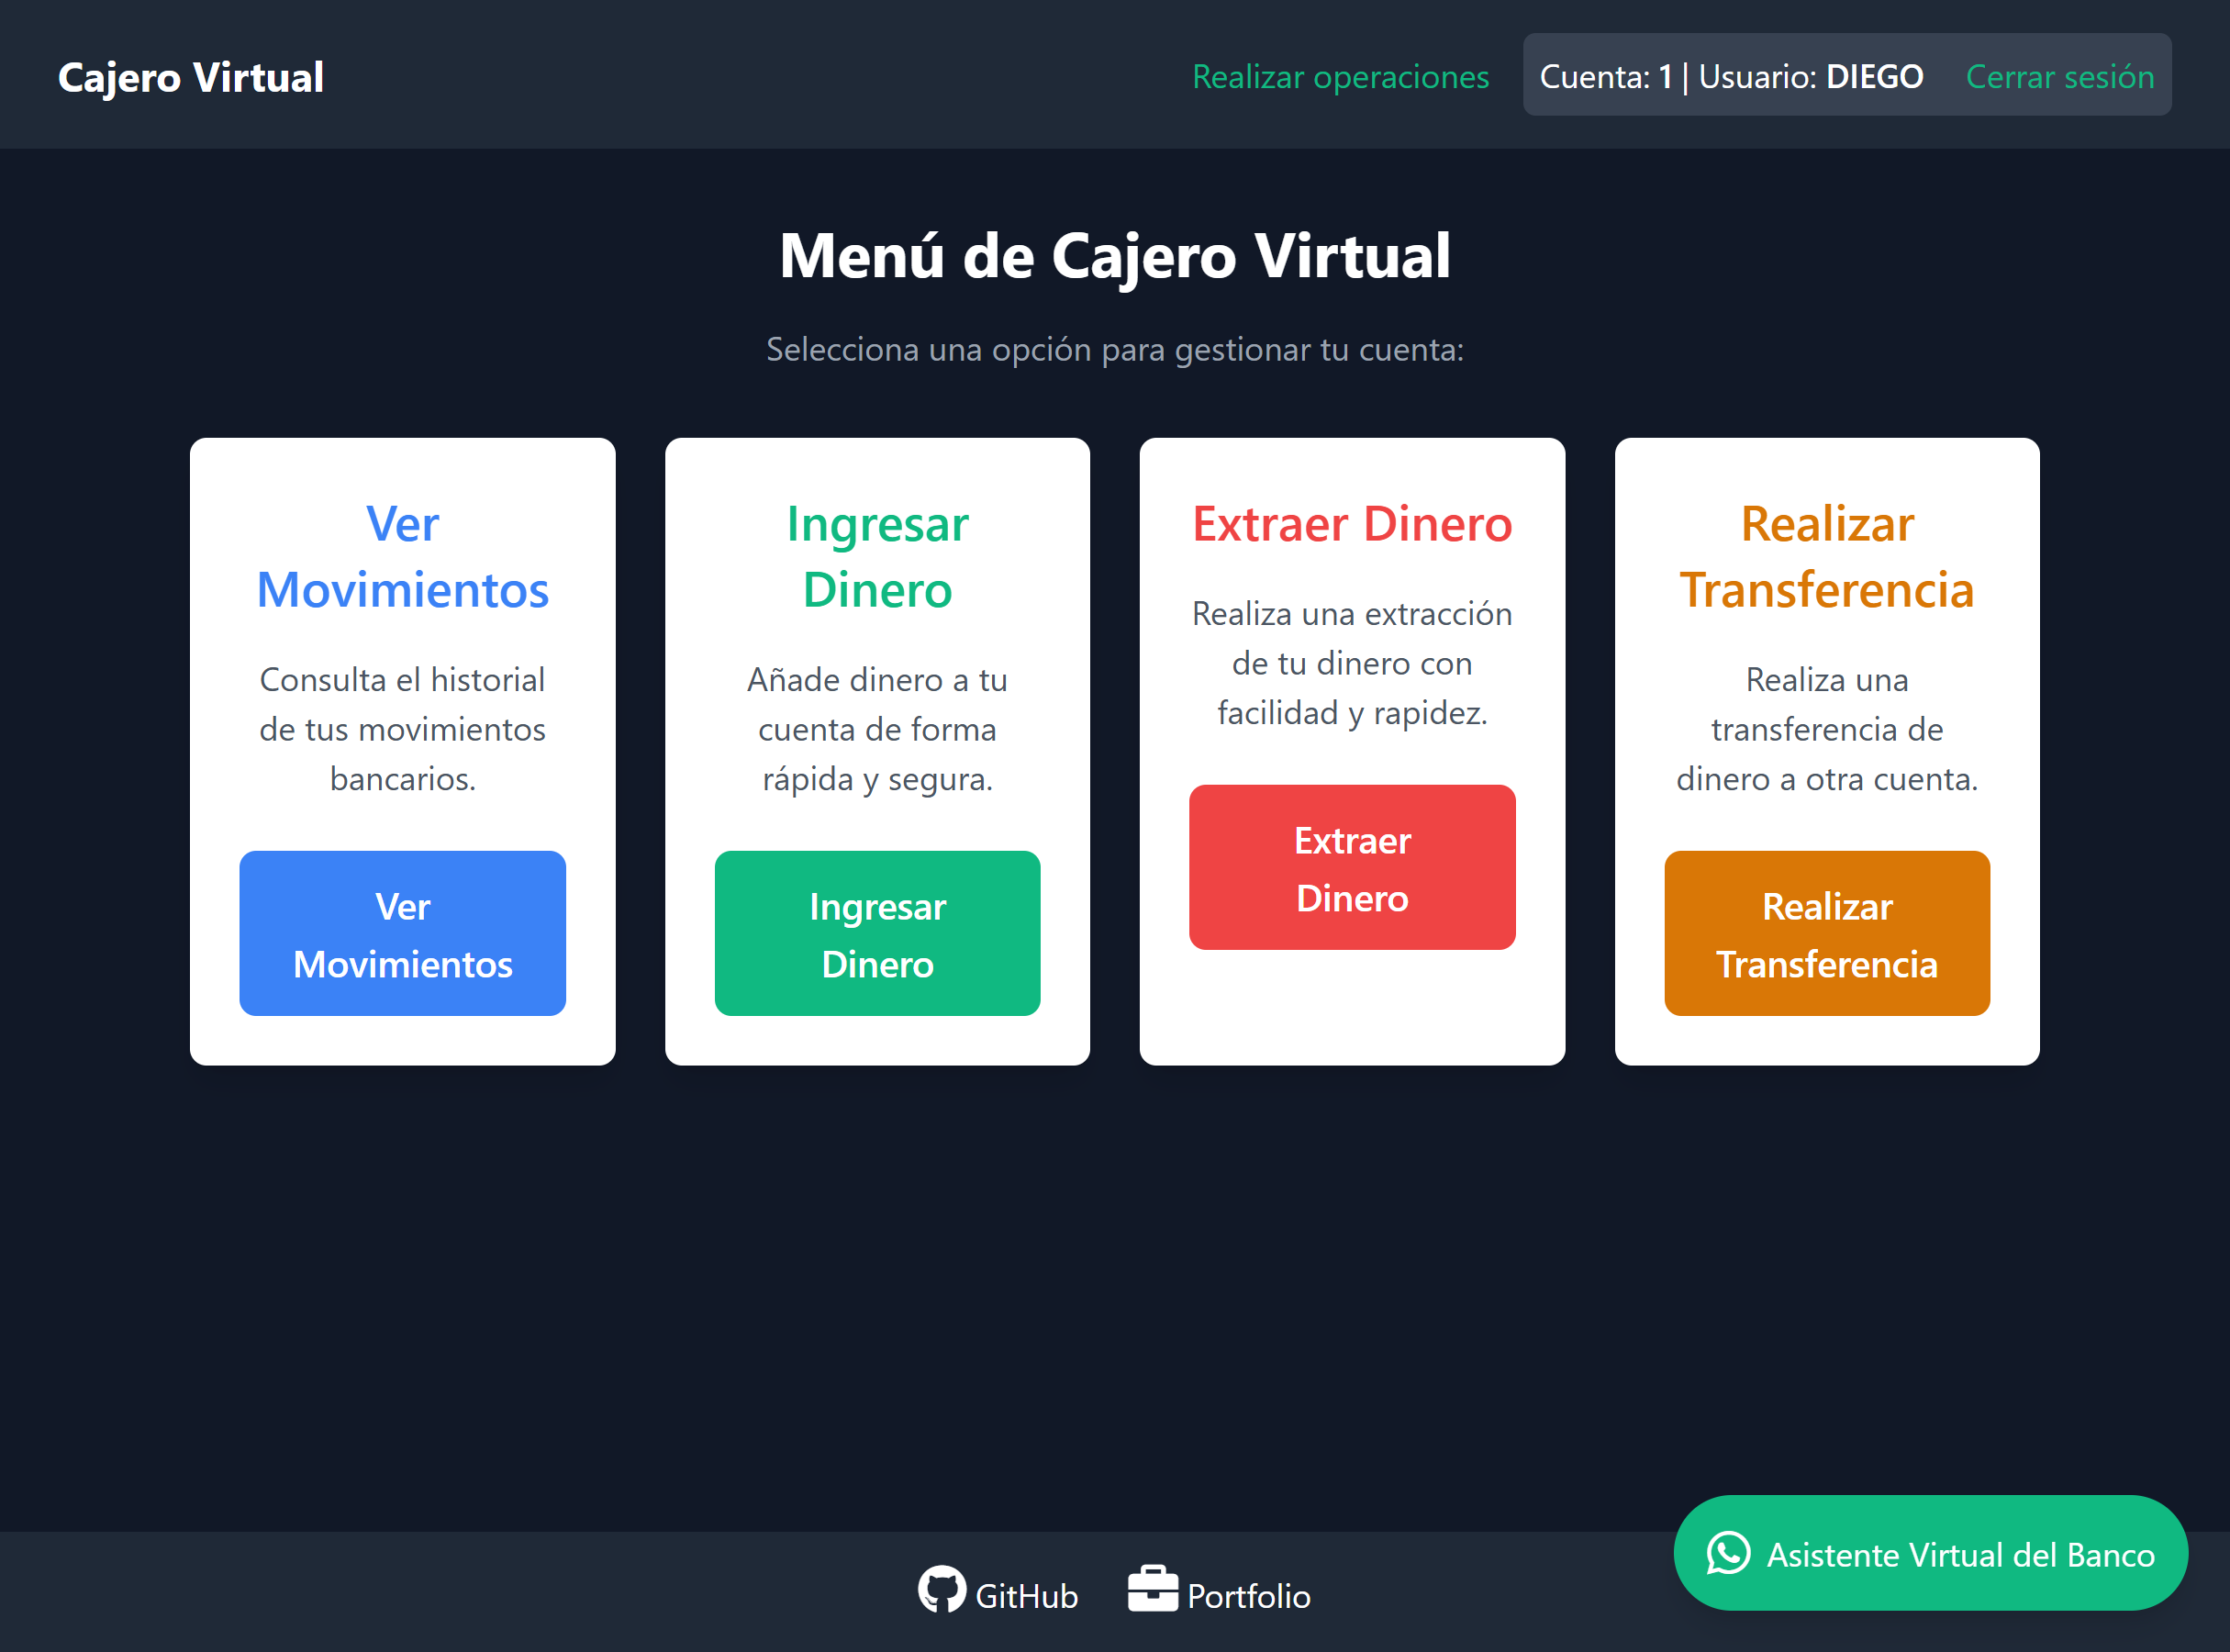 Cajero Virtual
Realizar operaciones
Cuenta: 1 | Usuario: DIEGO
Cerrar sesión
Menú de Cajero Virtual
Selecciona una opción para gestionar tu cuenta:
Ver
Movimientos
Consulta el historial
de tus movimientos
bancarios.
Ver
Movimientos
Ingresar
Dinero
Añade dinero a tu
cuenta de forma
rápida y segura.
Ingresar
Dinero
Extraer Dinero
Realiza una extracción
de tu dinero con
facilidad y rapidez.
Extraer
Dinero
Realizar
Transferencia
Realiza una
transferencia de
dinero a otra cuenta.
Realizar
Transferencia
GitHub
Portfolio
Asistente Virtual del Banco